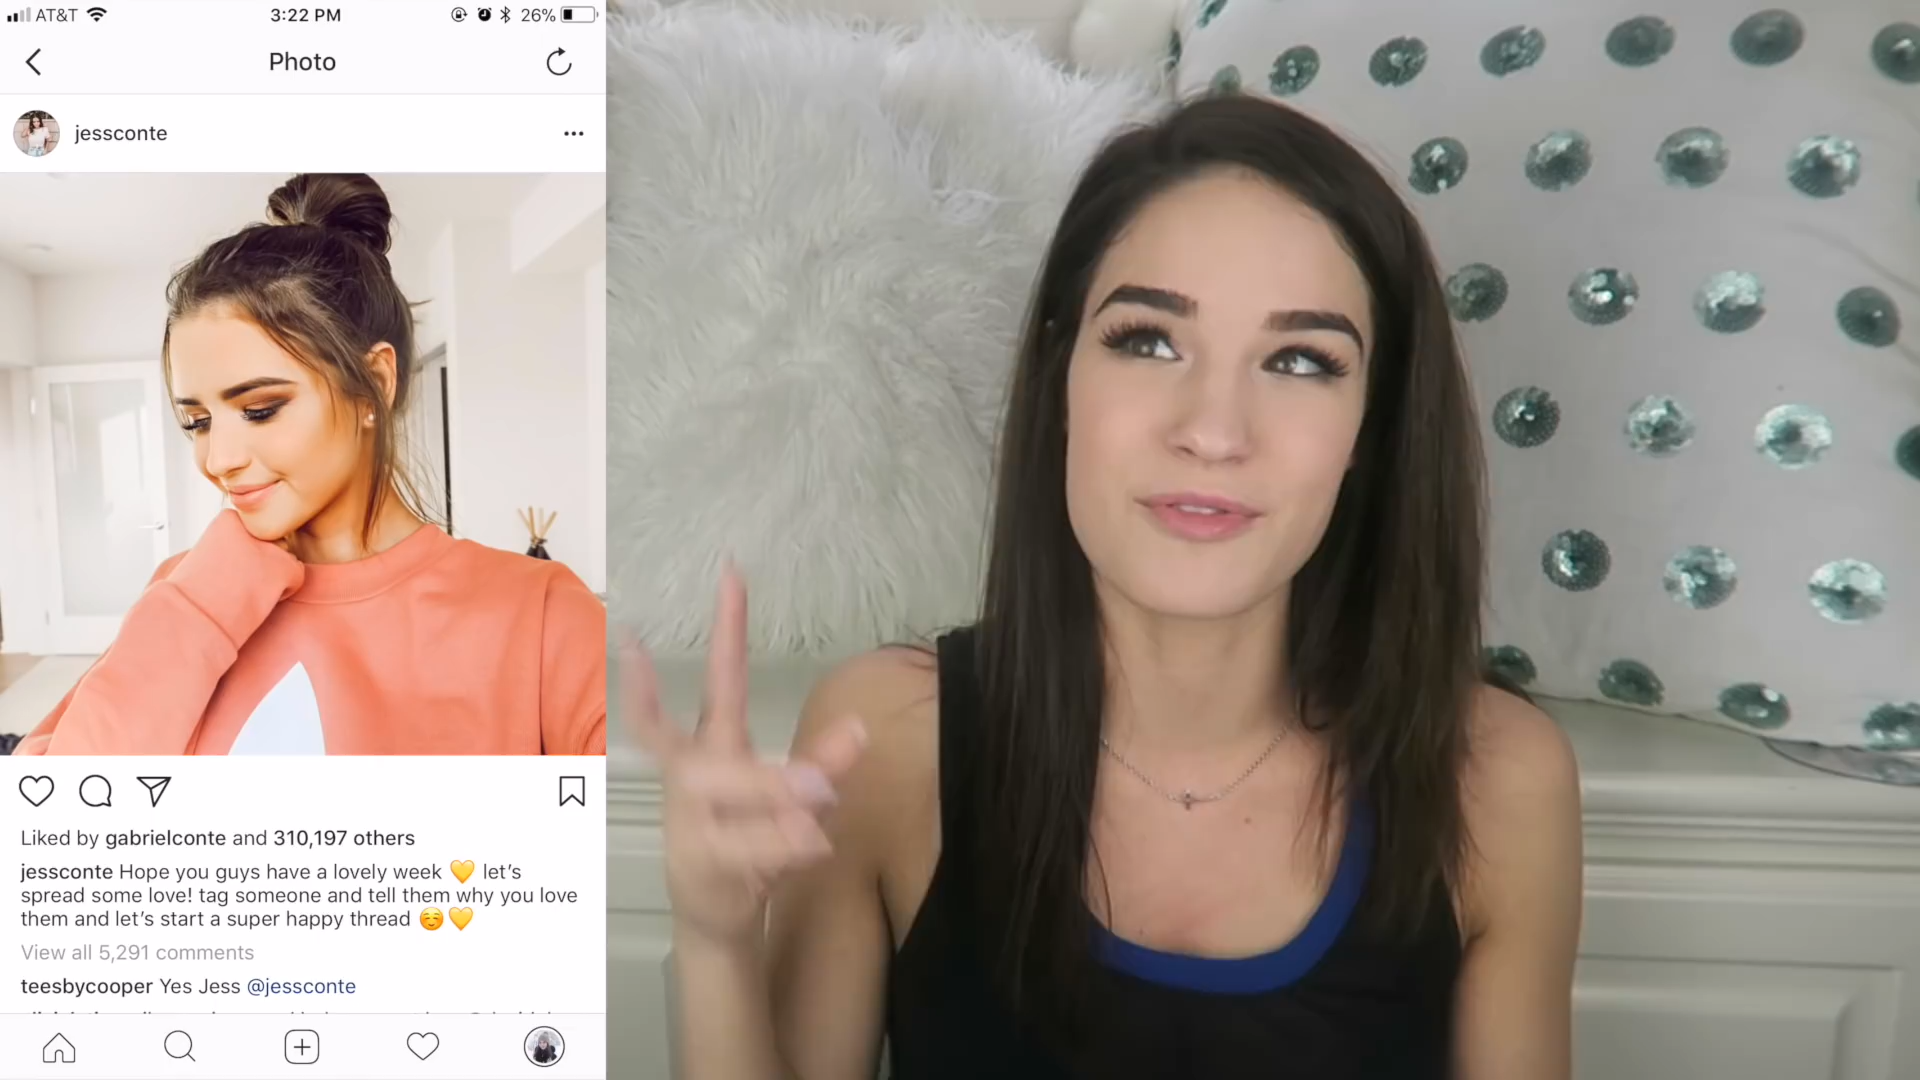 AT&T 3:22 PM 26%
Photo
jessconte
Liked by gabrielconte and 310,197 others
jessconte Hope you guys have a lovely week 💛 let's
spread some love! tag someone and tell them why you love
them and let's start a super happy thread ☺️💛
View all 5,291 comments
teesbycooper Yes Jess @jessconte